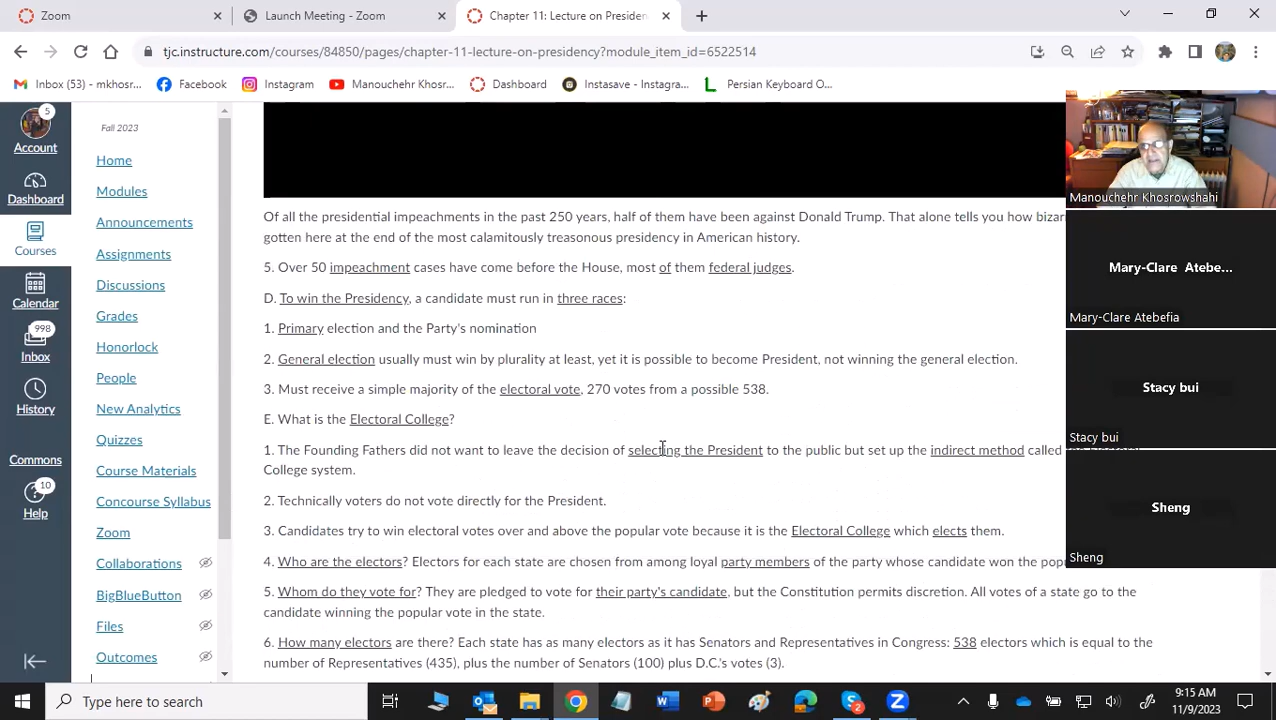 Zoom
Launch Meeting - Zoom
Chapter 11: Lecture on Presiden
tjc.instructure.com/courses/84850/pages/chapter-11-lecture-on-presidency?module_item_id=6522514
Inbox (53) - mkhosr...
Facebook
Instagram
Manouchehr Khosr...
Dashboard
Instasave - Instagra...
Persian Keyboard O...
5
Account
Dashboard
Courses
Calendar
998
Inbox
History
Commons
10
Help
Fall 2023
Home
Modules
Announcements
Assignments
Discussions
Grades
Honorlock
People
New Analytics
Quizzes
Course Materials
Concourse Syllabus
Zoom
Collaborations
BigBlueButton
Files
Outcomes
Of all the presidential impeachments in the past 250 years, half of them have been against Donald Trump. That alone tells you how bizar
gotten here at the end of the most calamitously treasonous presidency in American history.
5. Over 50 impeachment cases have come before the House, most of them federal judges.
D. To win the Presidency, a candidate must run in three races:
1. Primary election and the Party's nomination
2. General election usually must win by plurality at least, yet it is possible to become President, not winning the general election.
3. Must receive a simple majority of the electoral vote, 270 votes from a possible 538.
E. What is the Electoral College?
1. The Founding Fathers did not want to leave the decision of selecting the President to the public but set up the indirect method called
College system.
2. Technically voters do not vote directly for the President.
3. Candidates try to win electoral votes over and above the popular vote because it is the Electoral College which elects them.
4. Who are the electors? Electors for each state are chosen from among loyal party members of the party whose candidate won the pop
5. Whom do they vote for? They are pledged to vote for their party's candidate, but the Constitution permits discretion. All votes of a state go to the
candidate winning the popular vote in the state.
6. How many electors are there? Each state has as many electors as it has Senators and Representatives in Congress: 538 electors which is equal to the
number of Representatives (435), plus the number of Senators (100) plus D.C.'s votes (3).
Manouchehr Khosrowshahi
Mary-Clare Atebe...
Mary-Clare Atebefia
Stacy bui
Stacy bui
Sheng
Sheng
Type here to search
2
9:15 AM
11/9/2023